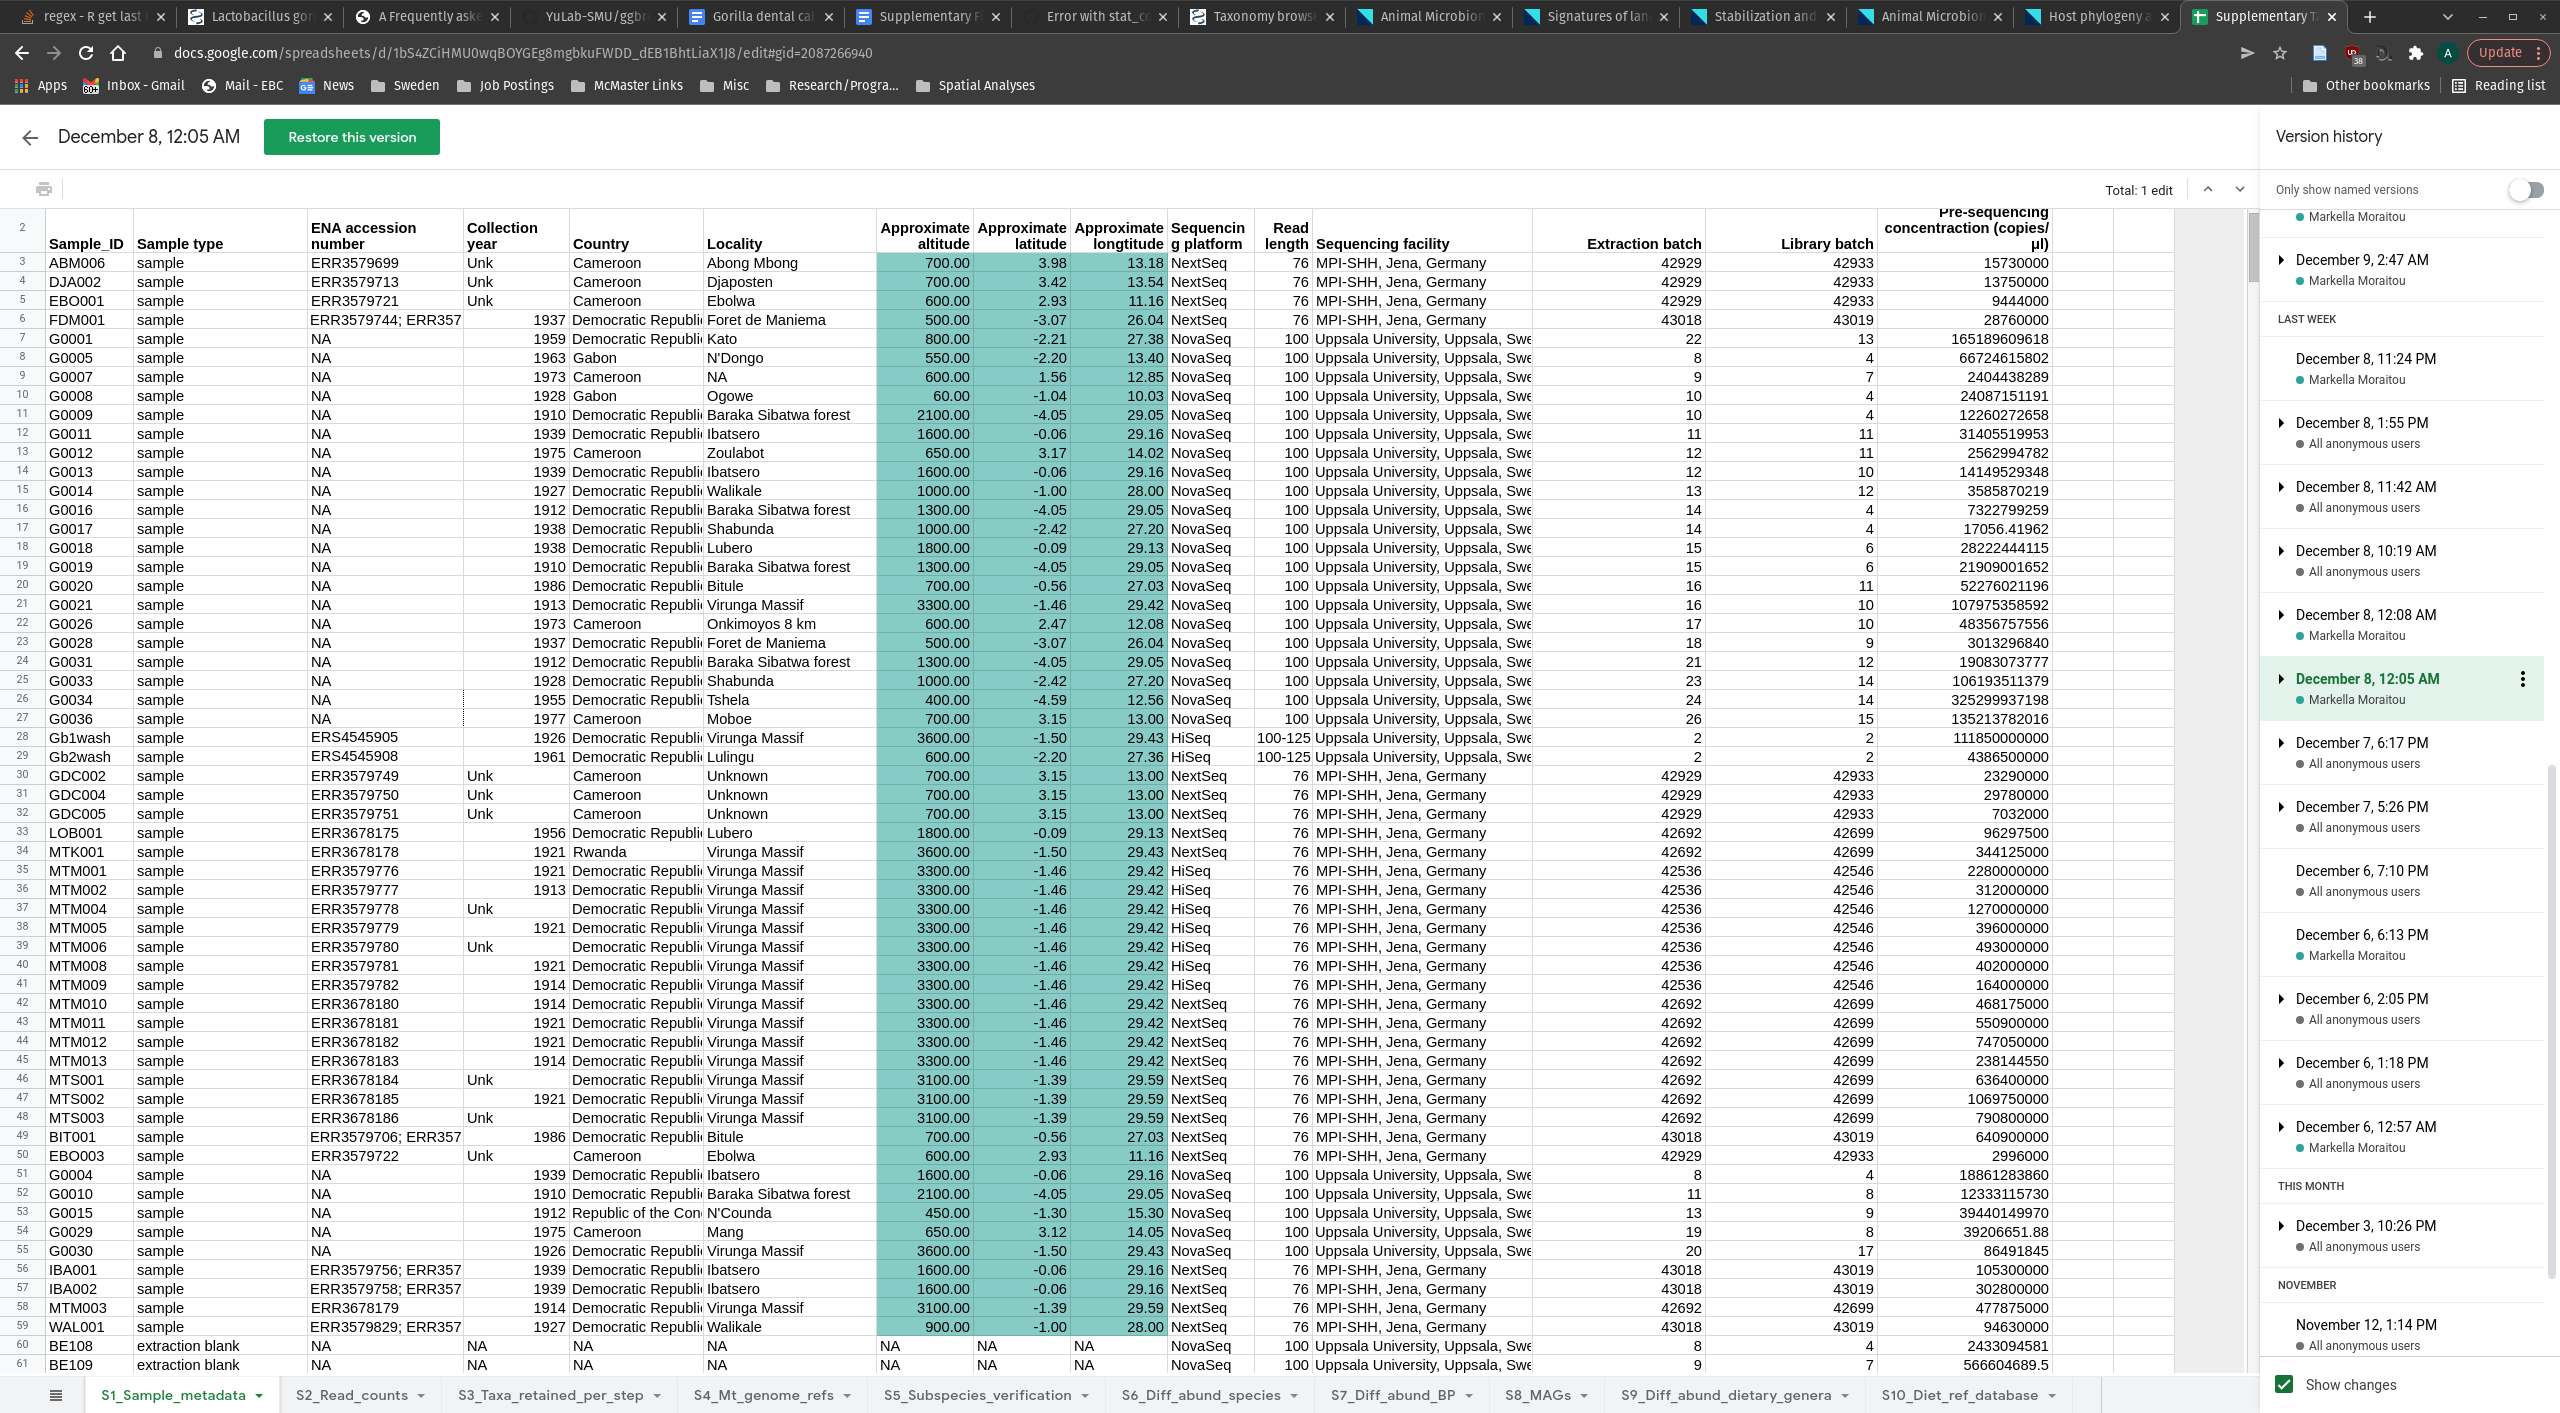 regex - R get last
Lactobacillus gor
A Frequently aske
YuLab-SMU/ggbr
Gorilla dental cal
Supplementary F
Error with stat_co
Taxonomy brows
Animal Microbion
Signatures of lan
Stabilization and
Animal Microbion
Host phylogeny a
Supplementary T
docs.google.com/spreadsheets/d/1bS4ZCiHMU0wqBOYGEg8mgbkuFWDD_dEB1BhtLiaX1J8/edit#gid=2087266940
38 A Update
Apps Inbox - Gmail Mail - EBC News Sweden Job Postings McMaster Links Misc Research/Progra... Spatial Analyses Other bookmarks Reading list
December 8, 12:05 AM Restore this version
Total: 1 edit
2 Sample_ID Sample type ENA accession number Collection year Country Locality Approximate altitude Approximate latitude Approximate longtitude Sequencing platform Read length Sequencing facility Extraction batch Library batch Pre-sequencing concentration (copies/µl)
3 ABM006 sample ERR3579699 Unk Cameroon Abong Mbong 700.00 3.98 13.18 NextSeq 76 MPI-SHH, Jena, Germany 42929 42933 15730000
4 DJA002 sample ERR3579713 Unk Cameroon Djaposten 700.00 3.42 13.54 NextSeq 76 MPI-SHH, Jena, Germany 42929 42933 13750000
5 EBO001 sample ERR3579721 Unk Cameroon Ebolwa 600.00 2.93 11.16 NextSeq 76 MPI-SHH, Jena, Germany 42929 42933 9444000
6 FDM001 sample ERR3579744; ERR357 1937 Democratic Republi Foret de Maniema 500.00 -3.07 26.04 NextSeq 76 MPI-SHH, Jena, Germany 43018 43019 28760000
7 G0001 sample NA 1959 Democratic Republi Kato 800.00 -2.21 27.38 NovaSeq 100 Uppsala University, Uppsala, Swe 22 13 165189609618
8 G0005 sample NA 1963 Gabon N'Dongo 550.00 -2.20 13.40 NovaSeq 100 Uppsala University, Uppsala, Swe 8 4 66724615802
9 G0007 sample NA 1973 Cameroon NA 600.00 1.56 12.85 NovaSeq 100 Uppsala University, Uppsala, Swe 9 7 2404438289
10 G0008 sample NA 1928 Gabon Ogowe 60.00 -1.04 10.03 NovaSeq 100 Uppsala University, Uppsala, Swe 10 4 24087151191
11 G0009 sample NA 1910 Democratic Republi Baraka Sibatwa forest 2100.00 -4.05 29.05 NovaSeq 100 Uppsala University, Uppsala, Swe 10 4 12260272658
12 G0011 sample NA 1939 Democratic Republi Ibatsero 1600.00 -0.06 29.16 NovaSeq 100 Uppsala University, Uppsala, Swe 11 11 31405519953
13 G0012 sample NA 1975 Cameroon Zoulabot 650.00 3.17 14.02 NovaSeq 100 Uppsala University, Uppsala, Swe 12 11 2562994782
14 G0013 sample NA 1939 Democratic Republi Ibatsero 1600.00 -0.06 29.16 NovaSeq 100 Uppsala University, Uppsala, Swe 12 10 14149529348
15 G0014 sample NA 1927 Democratic Republi Walikale 1000.00 -1.00 28.00 NovaSeq 100 Uppsala University, Uppsala, Swe 13 12 3585870219
16 G0016 sample NA 1912 Democratic Republi Baraka Sibatwa forest 1300.00 -4.05 29.05 NovaSeq 100 Uppsala University, Uppsala, Swe 14 4 7322799259
17 G0017 sample NA 1938 Democratic Republi Shabunda 1000.00 -2.42 27.20 NovaSeq 100 Uppsala University, Uppsala, Swe 14 4 17056.41962
18 G0018 sample NA 1938 Democratic Republi Lubero 1800.00 -0.09 29.13 NovaSeq 100 Uppsala University, Uppsala, Swe 15 6 28222444115
19 G0019 sample NA 1910 Democratic Republi Baraka Sibatwa forest 1300.00 -4.05 29.05 NovaSeq 100 Uppsala University, Uppsala, Swe 15 6 21909001652
20 G0020 sample NA 1986 Democratic Republi Bitule 700.00 -0.56 27.03 NovaSeq 100 Uppsala University, Uppsala, Swe 16 11 52276021196
21 G0021 sample NA 1913 Democratic Republi Virunga Massif 3300.00 -1.46 29.42 NovaSeq 100 Uppsala University, Uppsala, Swe 16 10 107975358592
22 G0026 sample NA 1973 Cameroon Onkimoyos 8 km 600.00 2.47 12.08 NovaSeq 100 Uppsala University, Uppsala, Swe 17 10 48356757556
23 G0028 sample NA 1937 Democratic Republi Foret de Maniema 500.00 -3.07 26.04 NovaSeq 100 Uppsala University, Uppsala, Swe 18 9 3013296840
24 G0031 sample NA 1912 Democratic Republi Baraka Sibatwa forest 1300.00 -4.05 29.05 NovaSeq 100 Uppsala University, Uppsala, Swe 21 12 19083073777
25 G0033 sample NA 1928 Democratic Republi Shabunda 1000.00 -2.42 27.20 NovaSeq 100 Uppsala University, Uppsala, Swe 23 14 106193511379
26 G0034 sample NA 1955 Democratic Republi Tshela 400.00 -4.59 12.56 NovaSeq 100 Uppsala University, Uppsala, Swe 24 14 325299937198
27 G0036 sample NA 1977 Cameroon Moboe 700.00 3.15 13.00 NovaSeq 100 Uppsala University, Uppsala, Swe 26 15 135213782016
28 Gb1wash sample ERS4545905 1926 Democratic Republi Virunga Massif 3600.00 -1.50 29.43 HiSeq 100-125 Uppsala University, Uppsala, Swe 2 2 111850000000
29 Gb2wash sample ERS4545908 1961 Democratic Republi Lulingu 600.00 -2.20 27.36 HiSeq 100-125 Uppsala University, Uppsala, Swe 2 2 4386500000
30 GDC002 sample ERR3579749 Unk Cameroon Unknown 700.00 3.15 13.00 NextSeq 76 MPI-SHH, Jena, Germany 42929 42933 23290000
31 GDC004 sample ERR3579750 Unk Cameroon Unknown 700.00 3.15 13.00 NextSeq 76 MPI-SHH, Jena, Germany 42929 42933 29780000
32 GDC005 sample ERR3579751 Unk Cameroon Unknown 700.00 3.15 13.00 NextSeq 76 MPI-SHH, Jena, Germany 42929 42933 7032000
33 LOB001 sample ERR3678175 1956 Democratic Republi Lubero 1800.00 -0.09 29.13 NextSeq 76 MPI-SHH, Jena, Germany 42692 42699 96297500
34 MTK001 sample ERR3678178 1921 Rwanda Virunga Massif 3600.00 -1.50 29.43 NextSeq 76 MPI-SHH, Jena, Germany 42692 42699 344125000
35 MTM001 sample ERR3579776 1921 Democratic Republi Virunga Massif 3300.00 -1.46 29.42 HiSeq 76 MPI-SHH, Jena, Germany 42536 42546 2280000000
36 MTM002 sample ERR3579777 1913 Democratic Republi Virunga Massif 3300.00 -1.46 29.42 HiSeq 76 MPI-SHH, Jena, Germany 42536 42546 312000000
37 MTM004 sample ERR3579778 Unk Democratic Republi Virunga Massif 3300.00 -1.46 29.42 HiSeq 76 MPI-SHH, Jena, Germany 42536 42546 1270000000
38 MTM005 sample ERR3579779 1921 Democratic Republi Virunga Massif 3300.00 -1.46 29.42 HiSeq 76 MPI-SHH, Jena, Germany 42536 42546 396000000
39 MTM006 sample ERR3579780 Unk Democratic Republi Virunga Massif 3300.00 -1.46 29.42 HiSeq 76 MPI-SHH, Jena, Germany 42536 42546 493000000
40 MTM008 sample ERR3579781 1921 Democratic Republi Virunga Massif 3300.00 -1.46 29.42 HiSeq 76 MPI-SHH, Jena, Germany 42536 42546 402000000
41 MTM009 sample ERR3579782 1914 Democratic Republi Virunga Massif 3300.00 -1.46 29.42 HiSeq 76 MPI-SHH, Jena, Germany 42536 42546 164000000
42 MTM010 sample ERR3678180 1914 Democratic Republi Virunga Massif 3300.00 -1.46 29.42 NextSeq 76 MPI-SHH, Jena, Germany 42692 42699 468175000
43 MTM011 sample ERR3678181 1921 Democratic Republi Virunga Massif 3300.00 -1.46 29.42 NextSeq 76 MPI-SHH, Jena, Germany 42692 42699 550900000
44 MTM012 sample ERR3678182 1921 Democratic Republi Virunga Massif 3300.00 -1.46 29.42 NextSeq 76 MPI-SHH, Jena, Germany 42692 42699 747050000
45 MTM013 sample ERR3678183 1914 Democratic Republi Virunga Massif 3300.00 -1.46 29.42 NextSeq 76 MPI-SHH, Jena, Germany 42692 42699 238144550
46 MTS001 sample ERR3678184 Unk Democratic Republi Virunga Massif 3100.00 -1.39 29.59 NextSeq 76 MPI-SHH, Jena, Germany 42692 42699 636400000
47 MTS002 sample ERR3678185 1921 Democratic Republi Virunga Massif 3100.00 -1.39 29.59 NextSeq 76 MPI-SHH, Jena, Germany 42692 42699 1069750000
48 MTS003 sample ERR3678186 Unk Democratic Republi Virunga Massif 3100.00 -1.39 29.59 NextSeq 76 MPI-SHH, Jena, Germany 42692 42699 790800000
49 BIT001 sample ERR3579706; ERR357 1986 Democratic Republi Bitule 700.00 -0.56 27.03 NextSeq 76 MPI-SHH, Jena, Germany 43018 43019 640900000
50 EBO003 sample ERR3579722 Unk Cameroon Ebolwa 600.00 2.93 11.16 NextSeq 76 MPI-SHH, Jena, Germany 42929 42933 2996000
51 G0004 sample NA 1939 Democratic Republi Ibatsero 1600.00 -0.06 29.16 NovaSeq 100 Uppsala University, Uppsala, Swe 8 4 18861283860
52 G0010 sample NA 1910 Democratic Republi Baraka Sibatwa forest 2100.00 -4.05 29.05 NovaSeq 100 Uppsala University, Uppsala, Swe 11 8 12333115730
53 G0015 sample NA 1912 Republic of the Con N'Counda 450.00 -1.30 15.30 NovaSeq 100 Uppsala University, Uppsala, Swe 13 9 39440149970
54 G0029 sample NA 1975 Cameroon Mang 650.00 3.12 14.05 NovaSeq 100 Uppsala University, Uppsala, Swe 19 8 39206651.88
55 G0030 sample NA 1926 Democratic Republi Virunga Massif 3600.00 -1.50 29.43 NovaSeq 100 Uppsala University, Uppsala, Swe 20 17 86491845
56 IBA001 sample ERR3579756; ERR357 1939 Democratic Republi Ibatsero 1600.00 -0.06 29.16 NextSeq 76 MPI-SHH, Jena, Germany 43018 43019 105300000
57 IBA002 sample ERR3579758; ERR357 1939 Democratic Republi Ibatsero 1600.00 -0.06 29.16 NextSeq 76 MPI-SHH, Jena, Germany 43018 43019 302800000
58 MTM003 sample ERR3678179 1914 Democratic Republi Virunga Massif 3100.00 -1.39 29.59 NextSeq 76 MPI-SHH, Jena, Germany 42692 42699 477875000
59 WAL001 sample ERR3579829; ERR357 1927 Democratic Republi Walikale 900.00 -1.00 28.00 NextSeq 76 MPI-SHH, Jena, Germany 43018 43019 94630000
60 BE108 extraction blank NA NA NA NA NA NA NA NovaSeq 100 Uppsala University, Uppsala, Swe 8 4 2433094581
61 BE109 extraction blank NA NA NA NA NA NA NA NovaSeq 100 Uppsala University, Uppsala, Swe 9 7 566604689.5
S1_Sample_metadata S2_Read_counts S3_Taxa_retained_per_step S4_Mt_genome_refs S5_Subspecies_verification S6_Diff_abund_species S7_Diff_abund_BP S8_MAGs S9_Diff_abund_dietary_genera S10_Diet_ref_database
Version history
Only show named versions
Markella Moraitou
December 9, 2:47 AM
Markella Moraitou
LAST WEEK
December 8, 11:24 PM
Markella Moraitou
December 8, 1:55 PM
All anonymous users
December 8, 11:42 AM
All anonymous users
December 8, 10:19 AM
All anonymous users
December 8, 12:08 AM
Markella Moraitou
December 8, 12:05 AM
Markella Moraitou
December 7, 6:17 PM
All anonymous users
December 7, 5:26 PM
All anonymous users
December 6, 7:10 PM
All anonymous users
December 6, 6:13 PM
Markella Moraitou
December 6, 2:05 PM
All anonymous users
December 6, 1:18 PM
All anonymous users
December 6, 12:57 AM
Markella Moraitou
THIS MONTH
December 3, 10:26 PM
All anonymous users
NOVEMBER
November 12, 1:14 PM
All anonymous users
Show changes